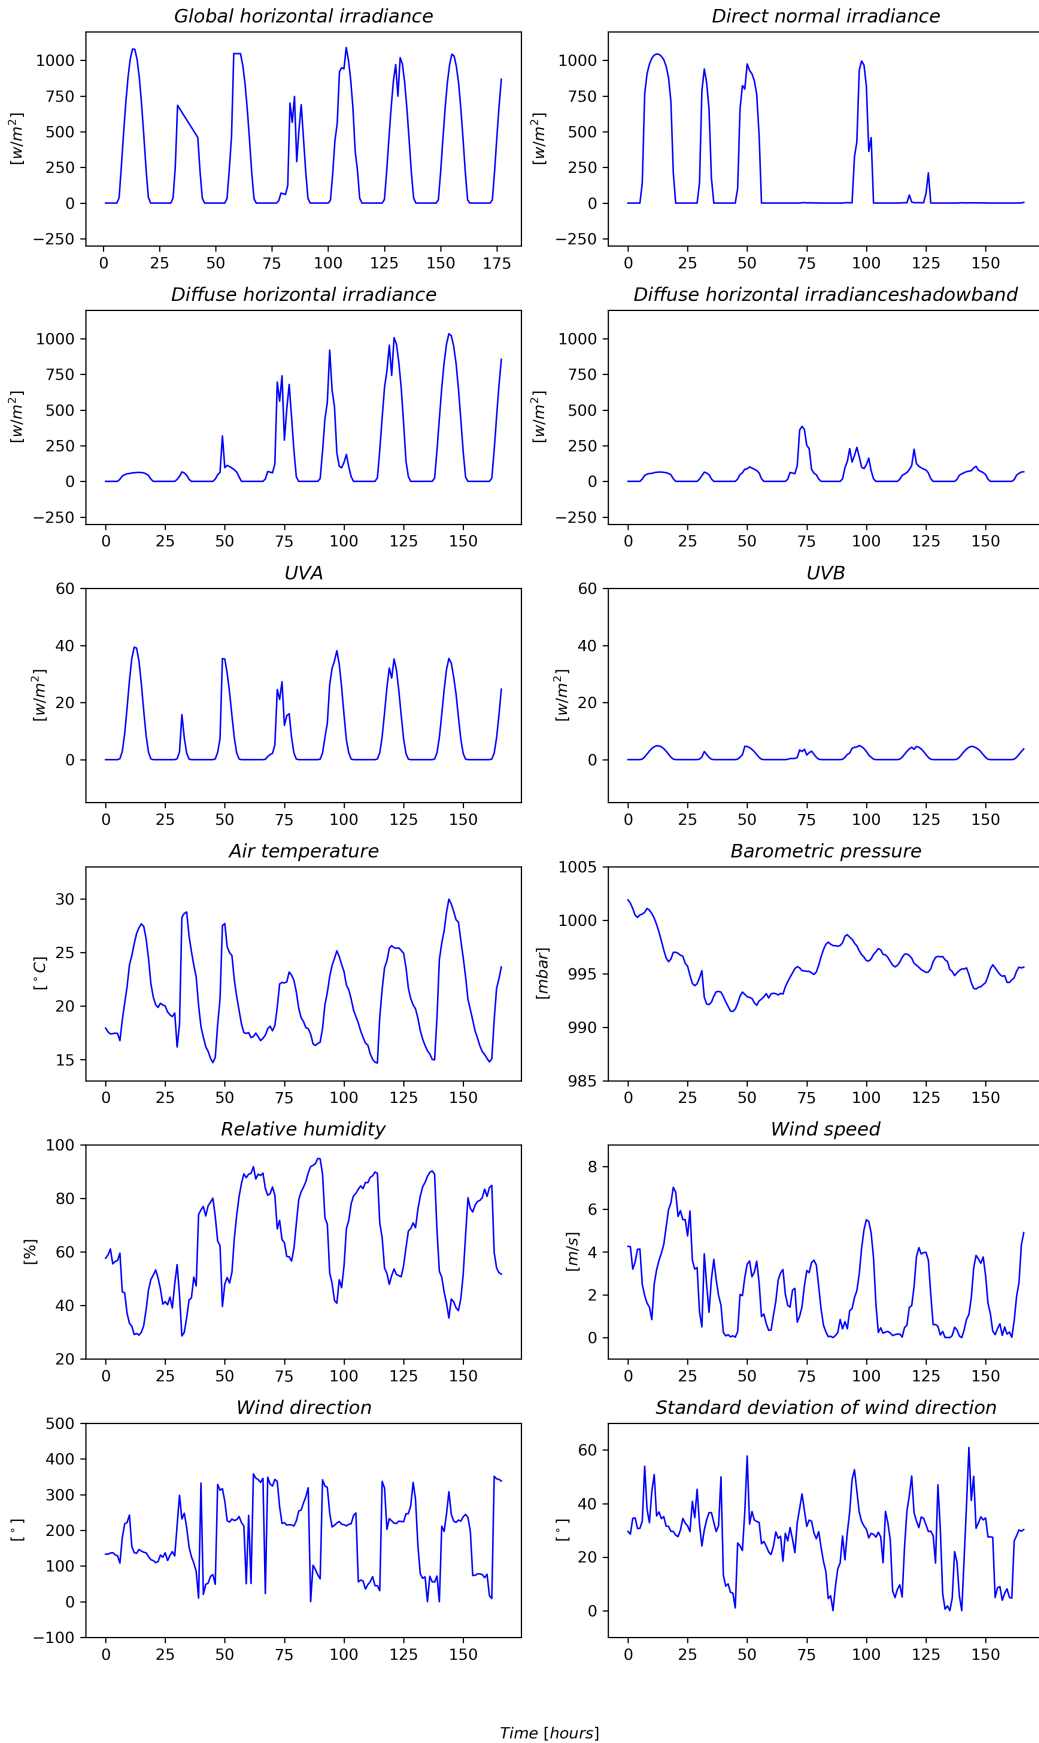 Global horizontal irradiance
Direct normal irradiance
[w/m²]
1000
750
500
250
0
−250
0 25 50 75 100 125 150 175
[w/m²]
1000
750
500
250
0
−250
0 25 50 75 100 125 150
Diffuse horizontal irradiance
Diffuse horizontal irradianceshadowband
[w/m²]
1000
750
500
250
0
−250
0 25 50 75 100 125 150
[w/m²]
1000
750
500
250
0
−250
0 25 50 75 100 125 150
UVA
UVB
[w/m²]
60
40
20
0
0 25 50 75 100 125 150
[w/m²]
60
40
20
0
0 25 50 75 100 125 150
Air temperature
Barometric pressure
[°C]
30
25
20
15
0 25 50 75 100 125 150
[mbar]
1005
1000
995
990
985
0 25 50 75 100 125 150
Relative humidity
Wind speed
[%]
100
80
60
40
20
0 25 50 75 100 125 150
[m/s]
8
6
4
2
0
0 25 50 75 100 125 150
Wind direction
Standard deviation of wind direction
[°]
500
400
300
200
100
0
−100
0 25 50 75 100 125 150
[°]
60
40
20
0
0 25 50 75 100 125 150
Time [hours]